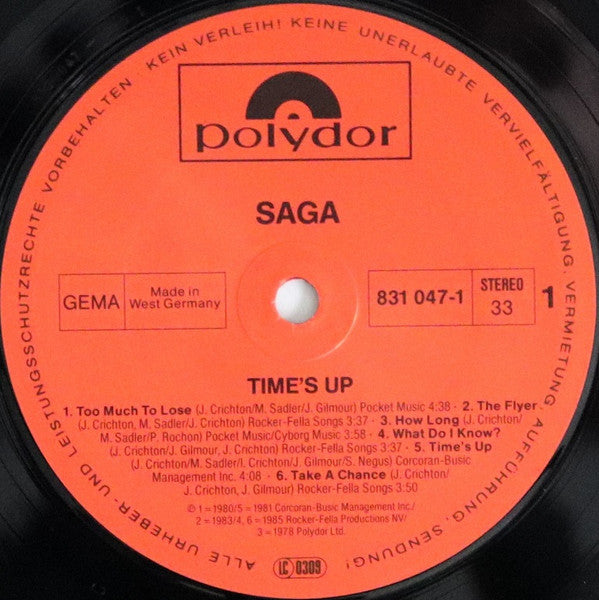 ALLE URHEBER- UND LEISTUNGSSCHUTZRECHTE VORBEHALTEN · KEIN VERLEIH! KEINE UNERLAUBTE VERVIELFÄLTIGUNG, VERMIETUNG, AUFFÜHRUNG, SENDUNG!
polydor
SAGA
GEMA
Made in
West Germany
831 047-1
STEREO
33
1
TIME'S UP
1. Too Much To Lose (J. Crichton/M. Sadler/J. Gilmour) Pocket Music 4:38 · 2. The Flyer
(J. Crichton, M. Sadler/J. Crichton) Rocker-Fella Songs 3:37 · 3. How Long (J. Crichton/
M. Sadler/P. Rochon) Pocket Music/Cyborg Music 3:58 · 4. What Do I Know?
(J. Crichton/J. Gilmour, J. Crichton) Rocker-Fella Songs 3:37 · 5. Time's Up
(J. Crichton/M. Sadler/I. Crichton/J. Gilmour/S. Negus) Corcoran-Busic
Management Inc. 4:08 · 6. Take A Chance (J. Crichton/
J. Crichton, J. Gilmour) Rocker-Fella Songs 3:50
℗ 1 = 1980/5 = 1981 Corcoran-Busic Management Inc./
2 = 1983/4, 6 = 1985 Rocker-Fella Productions NV/
3 = 1978 Polydor Ltd.
LC 0309